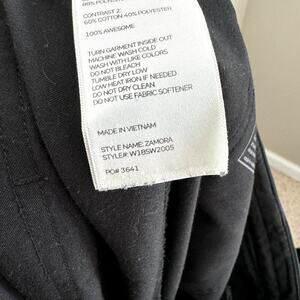 CONTRAST 2:
60% COTTON 40% POLYESTER
100% AWESOME
TURN GARMENT INSIDE OUT
MACHINE WASH COLD
WASH WITH LIKE COLORS
DO NOT BLEACH
TUMBLE DRY LOW
LOW HEAT IRON IF NEEDED
DO NOT DRY CLEAN
DO NOT USE FABRIC SOFTENER
MADE IN VIETNAM
STYLE NAME: ZAMORA
STYLE#: W18SW2005
PO# 3641